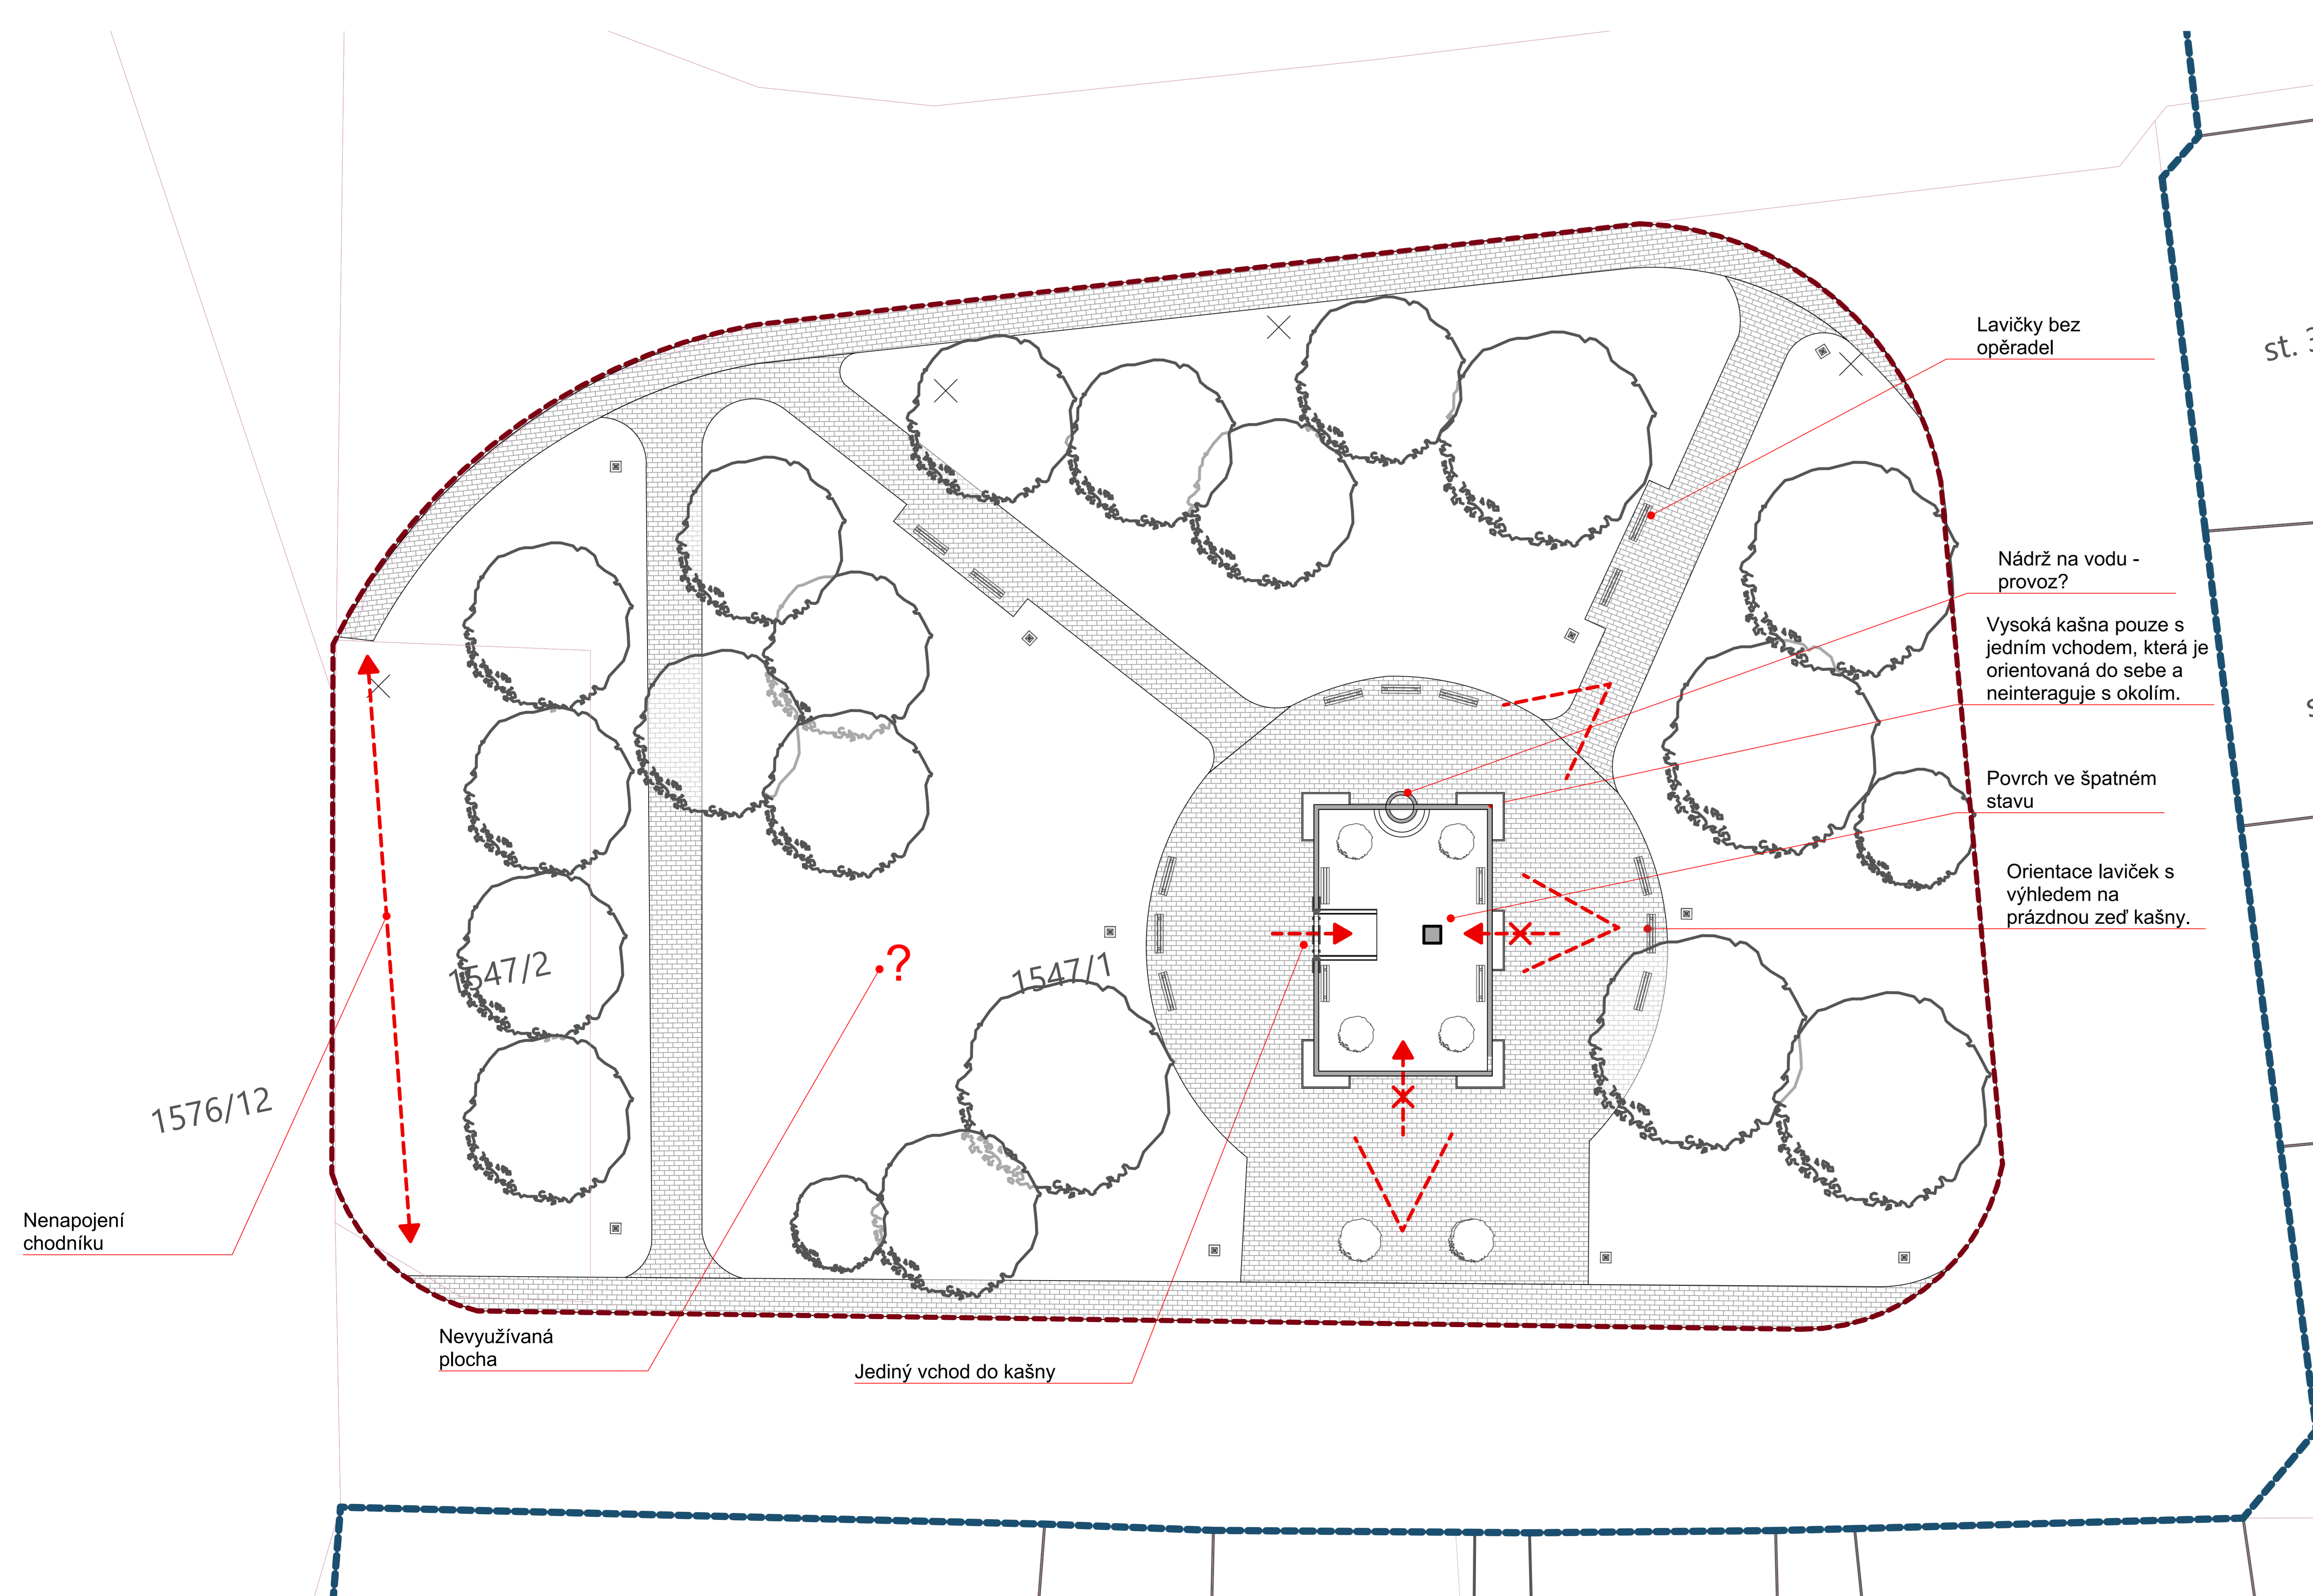 Lavičky bez
opěradel
st. 3
Nádrž na vodu -
provoz?
Vysoká kašna pouze s
jedním vchodem, která je
orientovaná do sebe a
neinteraguje s okolím.
Povrch ve špatném
stavu
Orientace laviček s
výhledem na
prázdnou zeď kašny.
?
1547/2
1547/1
1576/12
Nenapojení
chodníku
Nevyužívaná
plocha
Jediný vchod do kašny